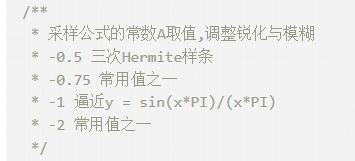 /**
* 采样公式的常数A取值,调整锐化与模糊
* -0.5 三次Hermite样条
* -0.75 常用值之一
* -1 逼近y = sin(x*PI)/(x*PI)
* -2 常用值之一
*/